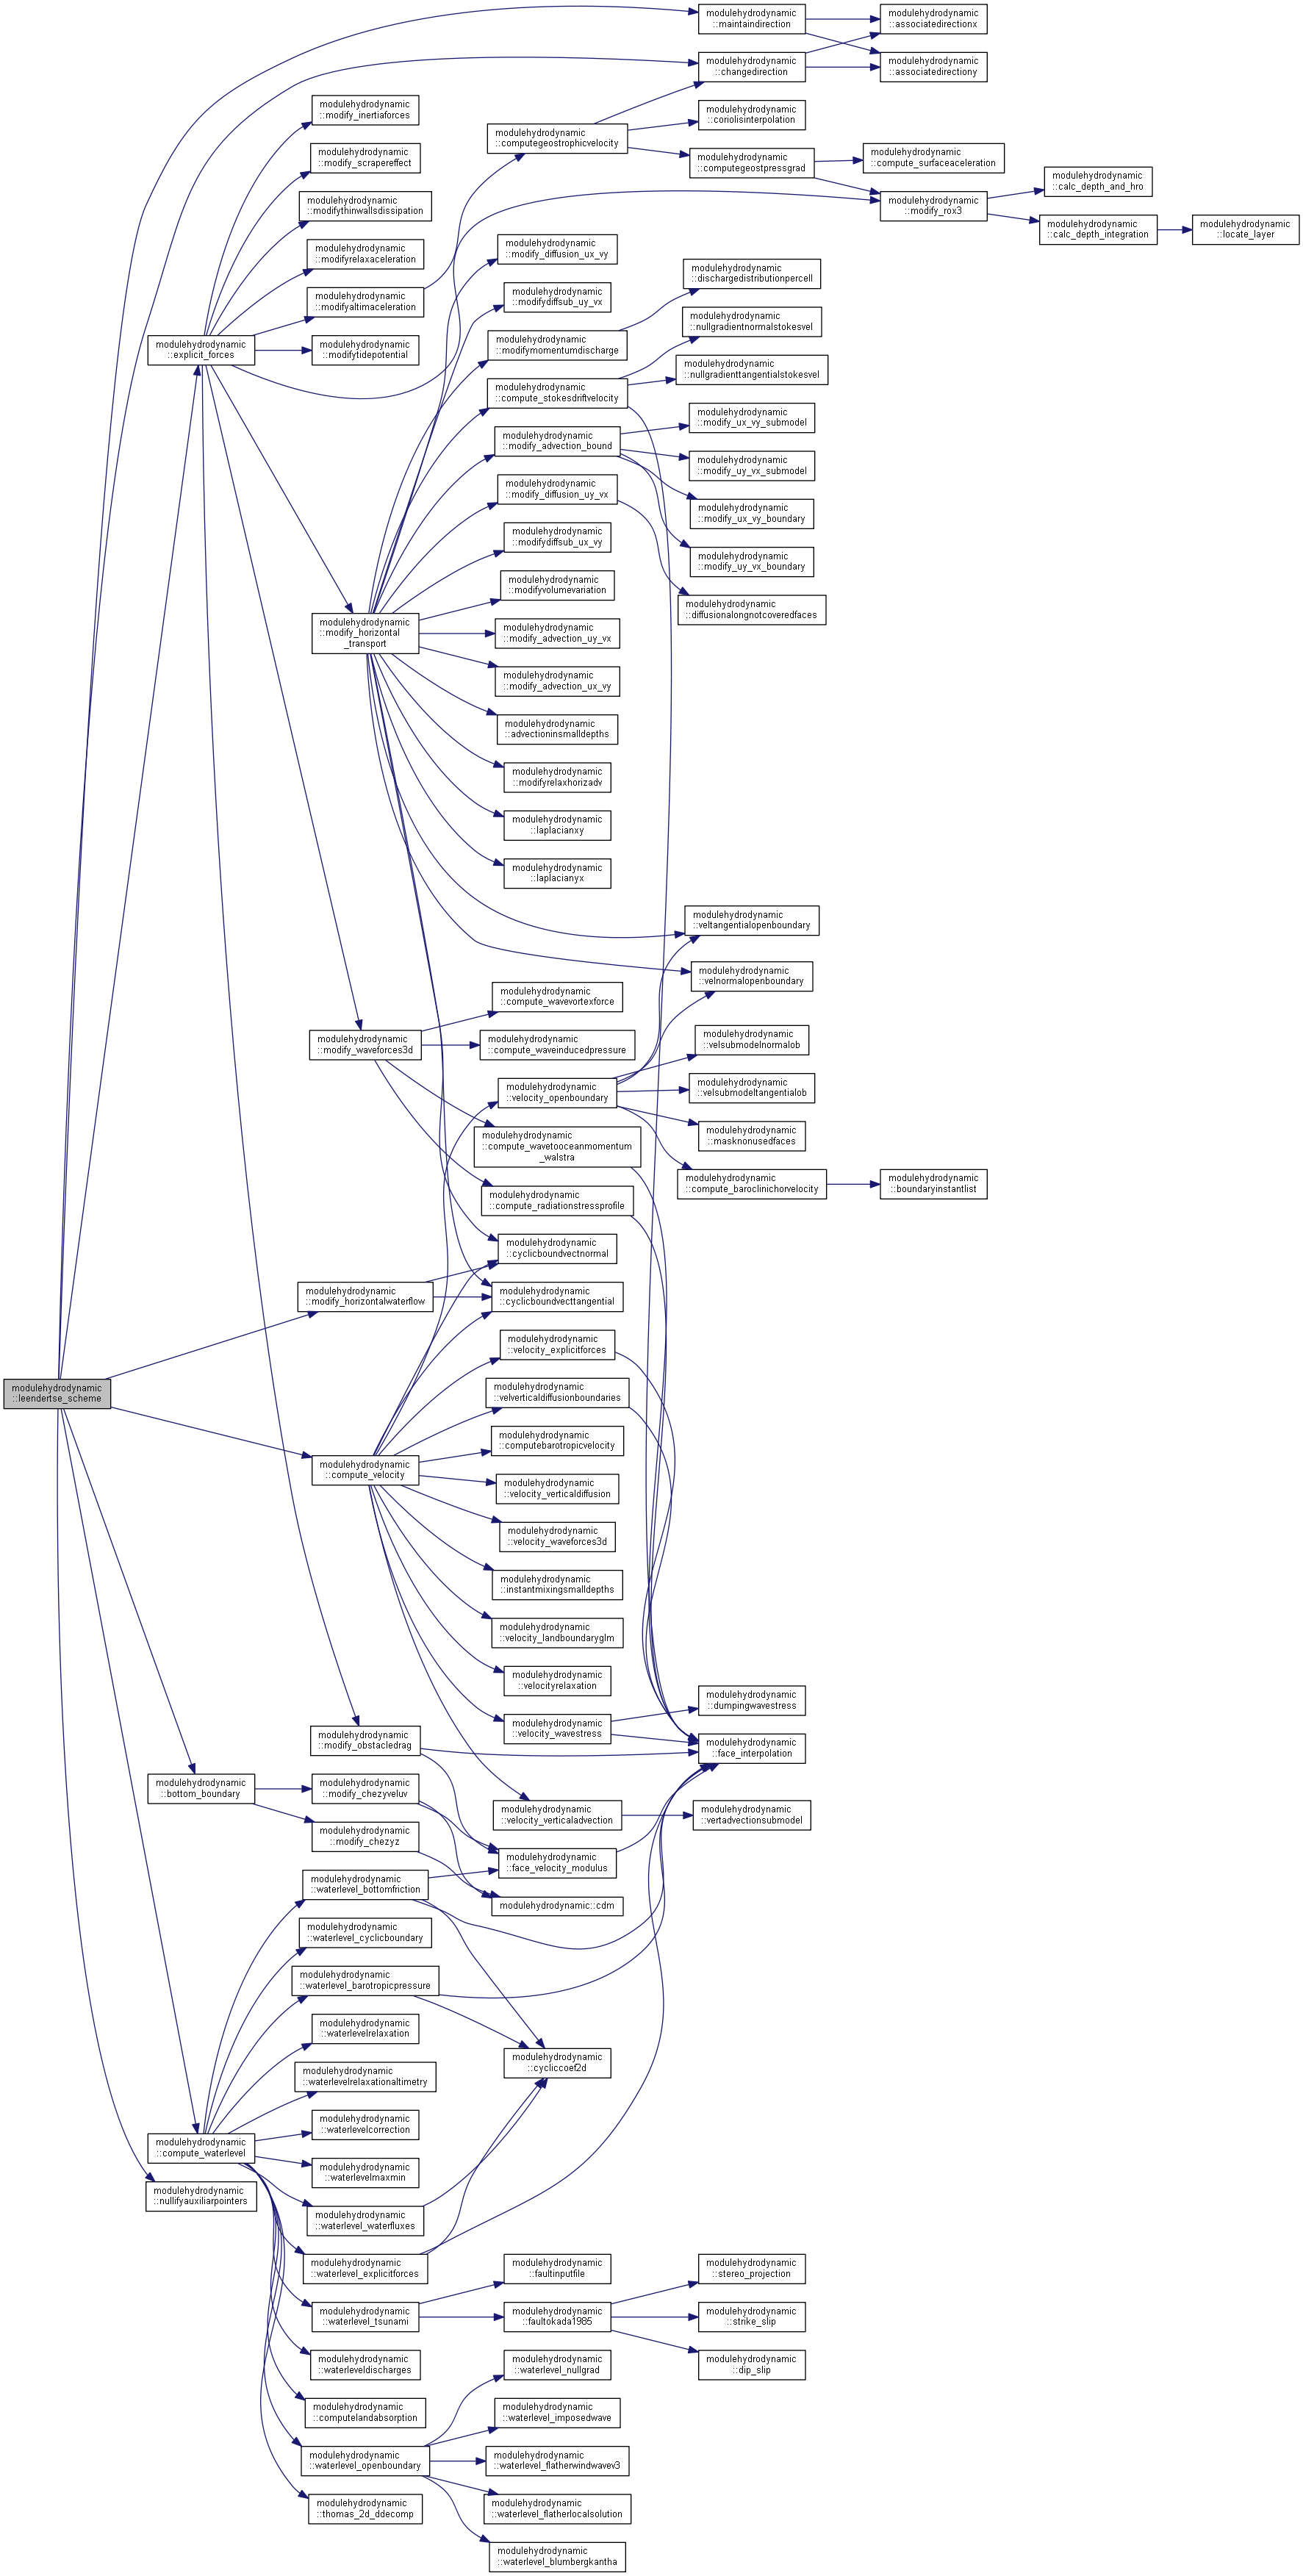 modulehydrodynamic
::maintaindirection
modulehydrodynamic
::associatedirectionx
modulehydrodynamic
::changedirection
modulehydrodynamic
::associatedirectiony
modulehydrodynamic
::modify_inertiaforces
modulehydrodynamic
::coriolisinterpolation
modulehydrodynamic
::computegeostrophicvelocity
modulehydrodynamic
::modify_scrapereffect
modulehydrodynamic
::computegeostpressgrad
modulehydrodynamic
::compute_surfaceaceleration
modulehydrodynamic
::calc_depth_and_hro
modulehydrodynamic
::modifythinwallsdissipation
modulehydrodynamic
::modify_rox3
modulehydrodynamic
::calc_depth_integration
modulehydrodynamic
::locate_layer
modulehydrodynamic
::modifyrelaxaceleration
modulehydrodynamic
::modify_diffusion_ux_vy
modulehydrodynamic
::dischargedistributionpercell
modulehydrodynamic
::modifyaltimaceleration
modulehydrodynamic
::modifydiffsub_uy_vx
modulehydrodynamic
::nullgradientnormalstokesvel
modulehydrodynamic
::explicit_forces
modulehydrodynamic
::modifytidepotential
modulehydrodynamic
::modifymomentumdischarge
modulehydrodynamic
::nullgradienttangentialstokesvel
modulehydrodynamic
::compute_stokesdriftvelocity
modulehydrodynamic
::modify_ux_vy_submodel
modulehydrodynamic
::modify_advection_bound
modulehydrodynamic
::modify_uy_vx_submodel
modulehydrodynamic
::modify_diffusion_uy_vx
modulehydrodynamic
::modify_ux_vy_boundary
modulehydrodynamic
::modifydiffsub_ux_vy
modulehydrodynamic
::modify_uy_vx_boundary
modulehydrodynamic
::modifyvolumevariation
modulehydrodynamic
::diffusionalongnotcoveredfaces
modulehydrodynamic
::modify_horizontal
_transport
modulehydrodynamic
::modify_advection_uy_vx
modulehydrodynamic
::modify_advection_ux_vy
modulehydrodynamic
::advectioninsmalldepths
modulehydrodynamic
::modifyrelaxhorizadv
modulehydrodynamic
::laplacianxy
modulehydrodynamic
::laplacianyx
modulehydrodynamic
::veltangentialopenboundary
modulehydrodynamic
::velnormalopenboundary
modulehydrodynamic
::compute_wavevortexforce
modulehydrodynamic
::modify_waveforces3d
modulehydrodynamic
::compute_waveinducedpressure
modulehydrodynamic
::velsubmodelnormalob
modulehydrodynamic
::velocity_openboundary
modulehydrodynamic
::velsubmodeltangentialob
modulehydrodynamic
::compute_wavetooceanmomentum
_walstra
modulehydrodynamic
::masknonusedfaces
modulehydrodynamic
::compute_radiationstressprofile
modulehydrodynamic
::compute_baroclinichorvelocity
modulehydrodynamic
::boundaryinstantlist
modulehydrodynamic
::cyclicboundvectnormal
modulehydrodynamic
::modify_horizontalwaterflow
modulehydrodynamic
::cyclicboundvecttangential
modulehydrodynamic
::velocity_explicitforces
modulehydrodynamic
::leendertse_scheme
modulehydrodynamic
::velverticaldiffusionboundaries
modulehydrodynamic
::computebarotropicvelocity
modulehydrodynamic
::compute_velocity
modulehydrodynamic
::velocity_verticaldiffusion
modulehydrodynamic
::velocity_waveforces3d
modulehydrodynamic
::instantmixingsmalldepths
modulehydrodynamic
::velocity_landboundaryglm
modulehydrodynamic
::velocityrelaxation
modulehydrodynamic
::dumpingwavestress
modulehydrodynamic
::modify_obstacledrag
modulehydrodynamic
::velocity_wavestress
modulehydrodynamic
::face_interpolation
modulehydrodynamic
::bottom_boundary
modulehydrodynamic
::modify_chezyveluv
modulehydrodynamic
::velocity_verticaladvection
modulehydrodynamic
::vertadvectionsubmodel
modulehydrodynamic
::modify_chezyz
modulehydrodynamic
::face_velocity_modulus
modulehydrodynamic
::waterlevel_bottomfriction
modulehydrodynamic::cdm
modulehydrodynamic
::waterlevel_cyclicboundary
modulehydrodynamic
::waterlevel_barotropicpressure
modulehydrodynamic
::waterlevelrelaxation
modulehydrodynamic
::cycliccoef2d
modulehydrodynamic
::waterlevelrelaxationaltimetry
modulehydrodynamic
::waterlevelcorrection
modulehydrodynamic
::compute_waterlevel
modulehydrodynamic
::waterlevelmaxmin
modulehydrodynamic
::nullifyauxiliarpointers
modulehydrodynamic
::waterlevel_waterfluxes
modulehydrodynamic
::waterlevel_explicitforces
modulehydrodynamic
::faultinputfile
modulehydrodynamic
::stereo_projection
modulehydrodynamic
::waterlevel_tsunami
modulehydrodynamic
::faultokada1985
modulehydrodynamic
::strike_slip
modulehydrodynamic
::waterleveldischarges
modulehydrodynamic
::waterlevel_nullgrad
modulehydrodynamic
::dip_slip
modulehydrodynamic
::computelandabsorption
modulehydrodynamic
::waterlevel_imposedwave
modulehydrodynamic
::waterlevel_openboundary
modulehydrodynamic
::waterlevel_flatherwindwavev3
modulehydrodynamic
::thomas_2d_ddecomp
modulehydrodynamic
::waterlevel_flatherlocalsolution
modulehydrodynamic
::waterlevel_blumbergkantha